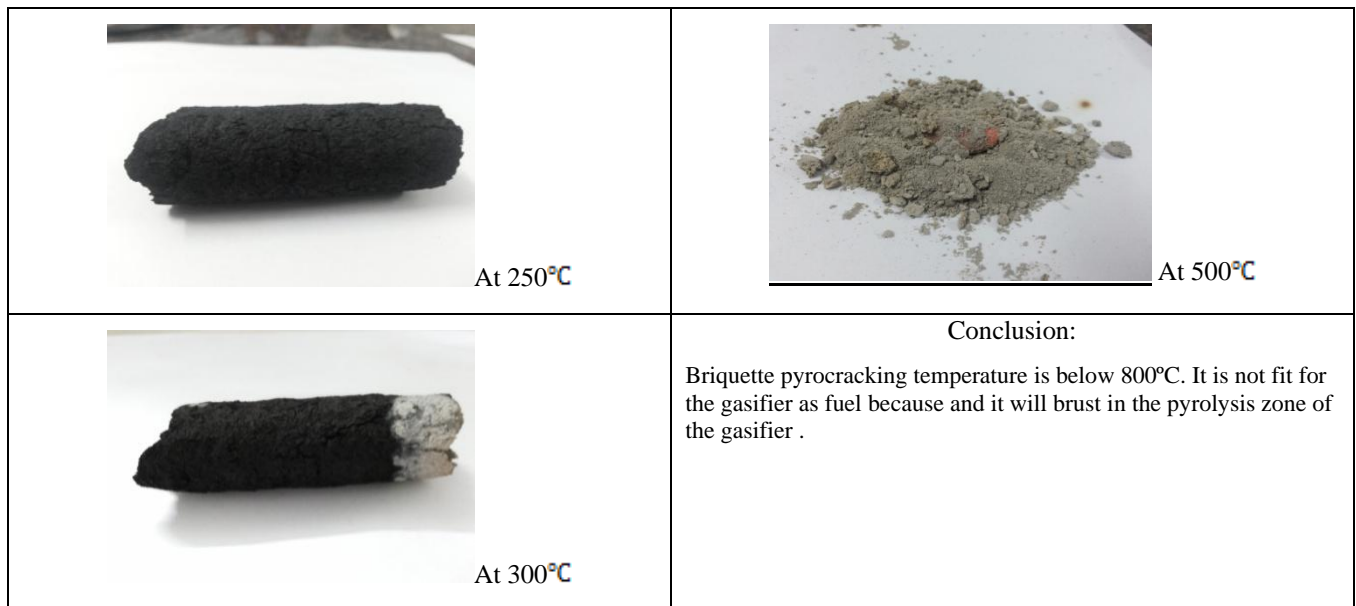 At 250℃
At 500℃
At 300℃
Conclusion:
Briquette pyrocracking temperature is below 800ºC. It is not fit for
the gasifier as fuel because and it will brust in the pyrolysis zone of
the gasifier .